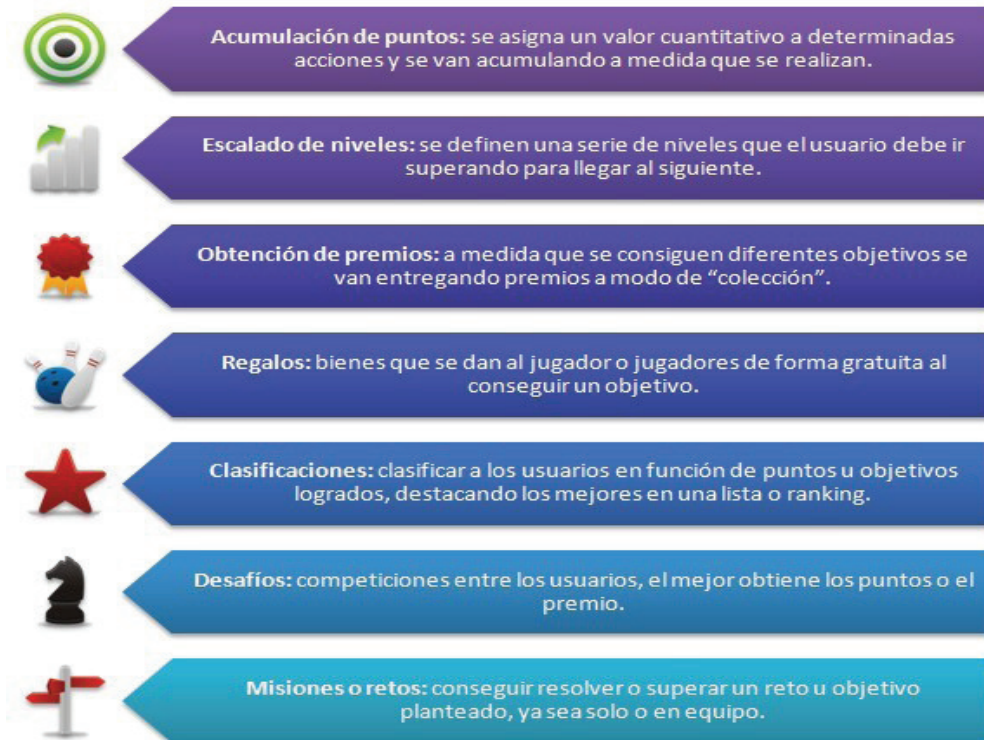 Acumulación de puntos: se asigna un valor cuantitativo a determinadas
acciones y se van acumulando a medida que se realizan.
Escalado de niveles: se definen una serie de niveles que el usuario debe ir
superando para llegar al siguiente.
Obtención de premios: a medida que se consiguen diferentes objetivos se
van entregando premios a modo de “colección”.
Regalos: bienes que se dan al jugador o jugadores de forma gratuita al
conseguir un objetivo.
Clasificaciones: clasificar a los usuarios en función de puntos u objetivos
logrados, destacando los mejores en una lista o ranking.
Desafíos: competiciones entre los usuarios, el mejor obtiene los puntos o el
premio.
Misiones o retos: conseguir resolver o superar un reto u objetivo
planteado, ya sea solo o en equipo.